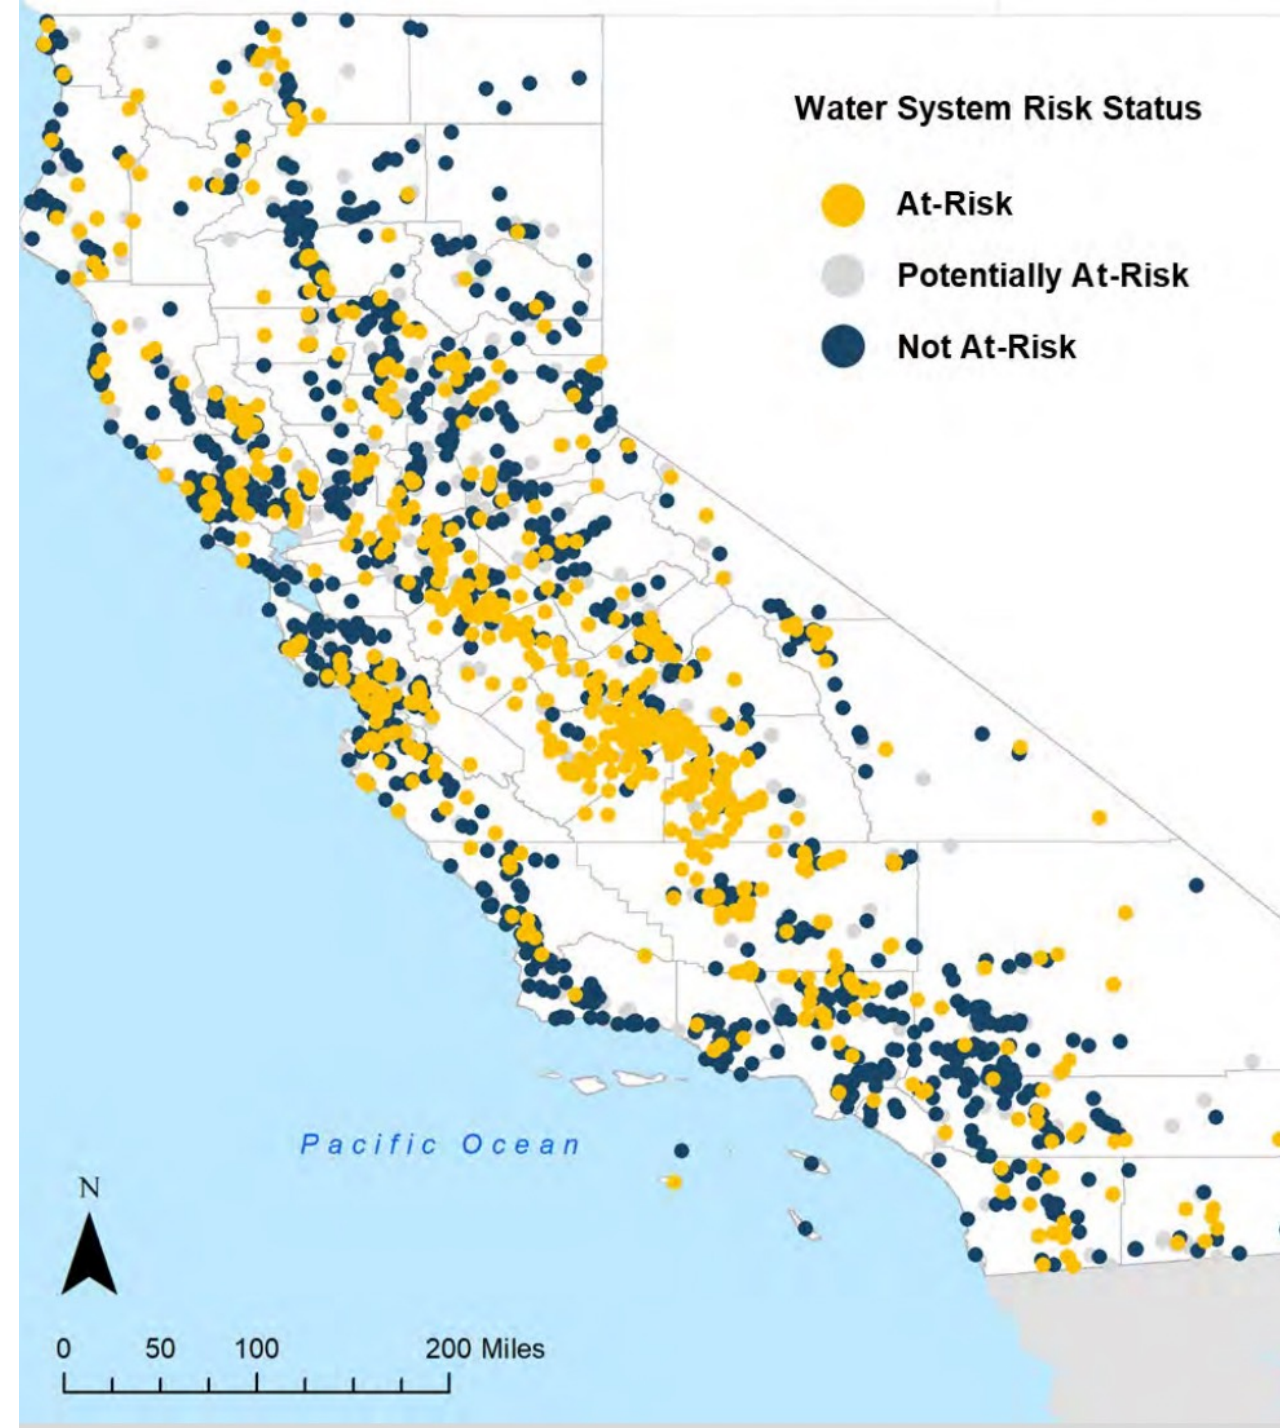 Water System Risk Status
At-Risk
Potentially At-Risk
Not At-Risk
Pacific Ocean
N
0 50 100 200 Miles